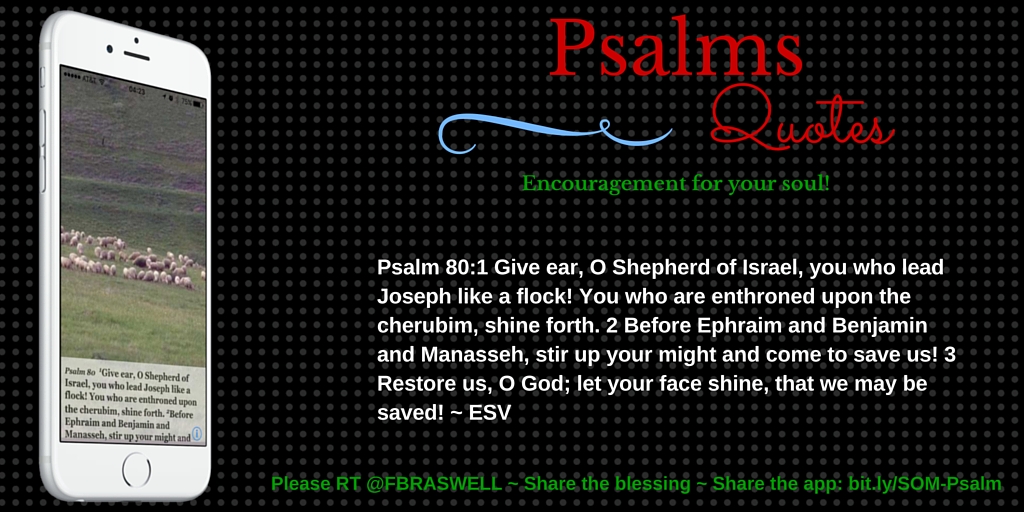 Psalms
Quotes
Encouragement for your soul!
Psalm 80:1 Give ear, O Shepherd of Israel, you who lead
Joseph like a flock! You who are enthroned upon the
cherubim, shine forth. 2 Before Ephraim and Benjamin
and Manasseh, stir up your might and come to save us! 3
Restore us, O God; let your face shine, that we may be
saved! ~ ESV
Please RT @FBRASWELL ~ Share the blessing ~ Share the app: bit.ly/SOM-Psalm
AT&T 04:23 75%
Psalm 80 ¹Give ear, O Shepherd of
Israel, you who lead Joseph like a
flock! You who are enthroned upon
the cherubim, shine forth. ²Before
Ephraim and Benjamin and
Manasseh, stir up your might and